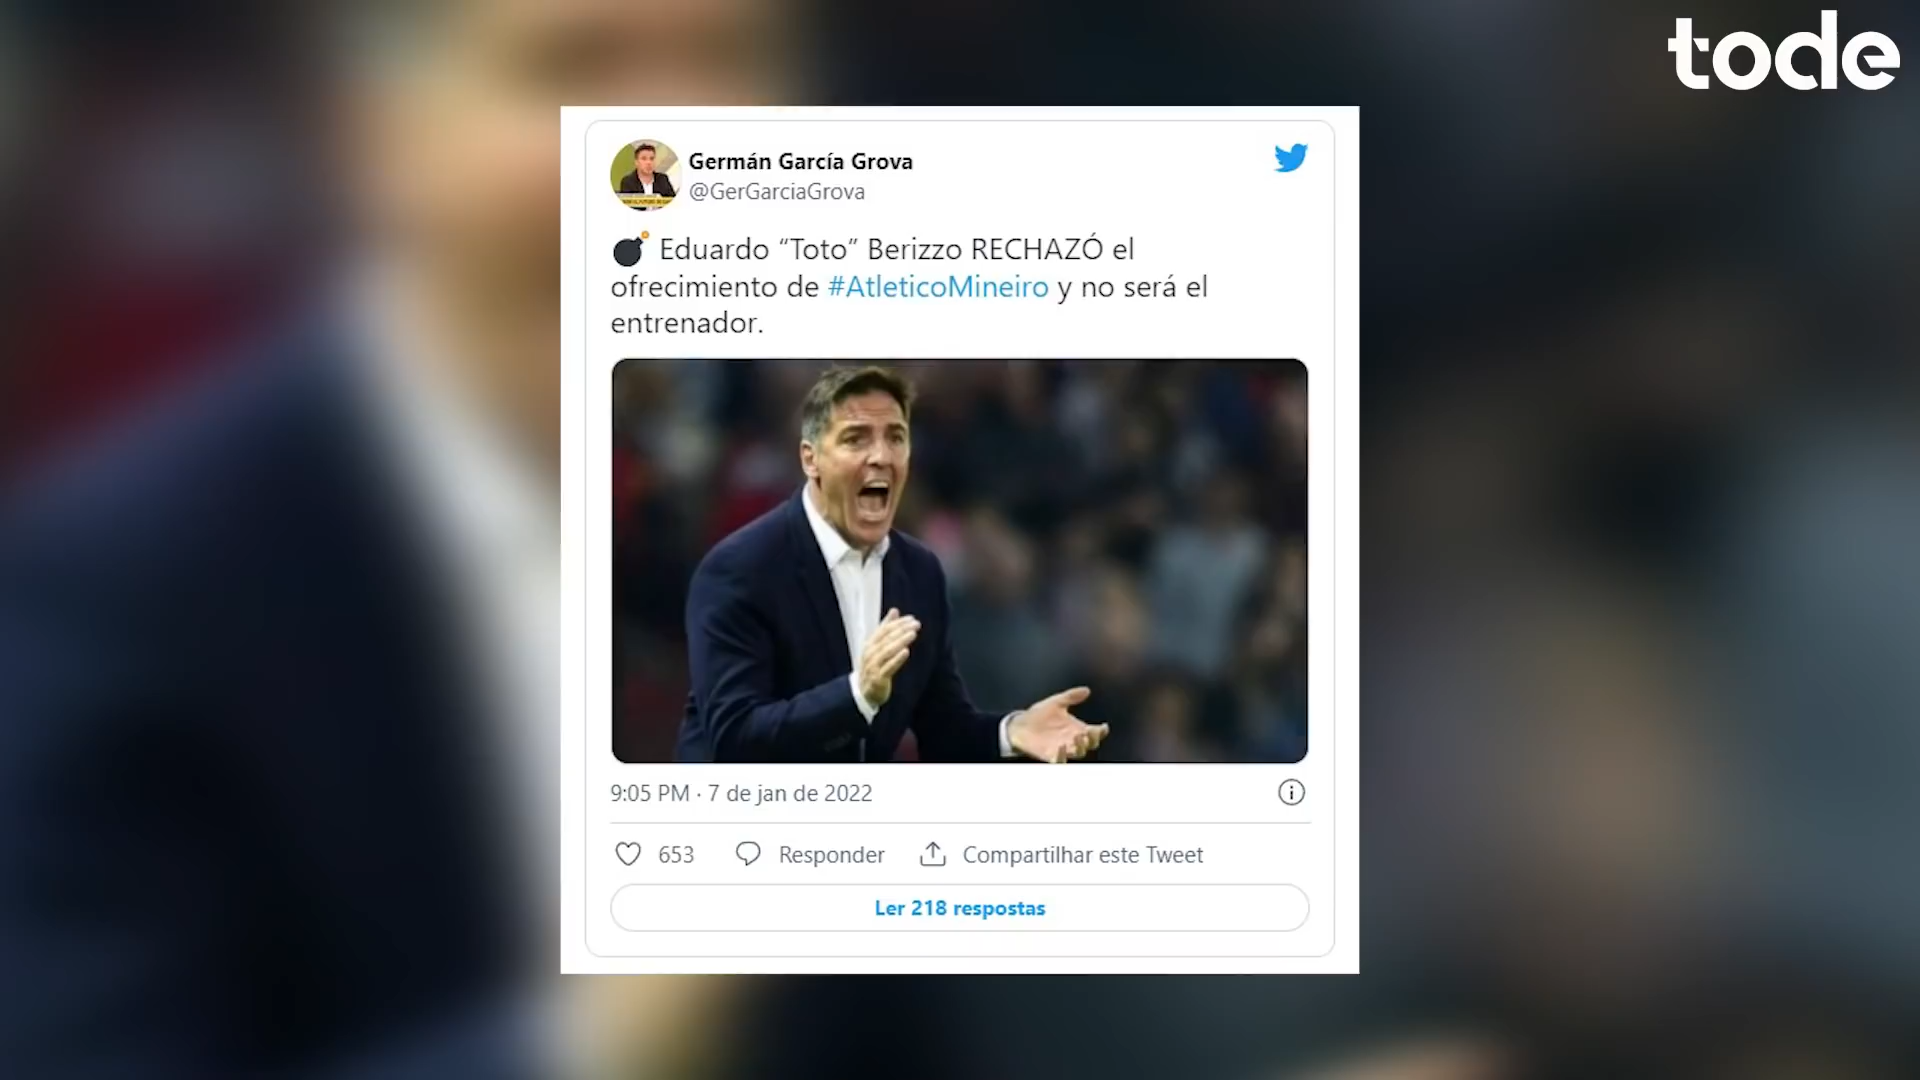 tode
Germán García Grova
@GerGarciaGrova
💣 Eduardo “Toto” Berizzo RECHAZÓ el
ofrecimiento de #AtleticoMineiro y no será el
entrenador.
9:05 PM · 7 de jan de 2022
653 Responder Compartilhar este Tweet
Ler 218 respostas